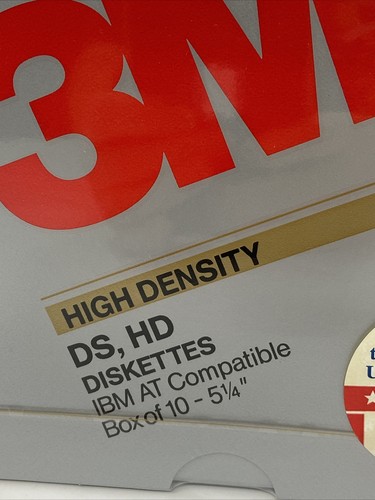 3M
HIGH DENSITY
DS, HD
DISKETTES
IBM AT Compatible
Box of 10 - 5¼"